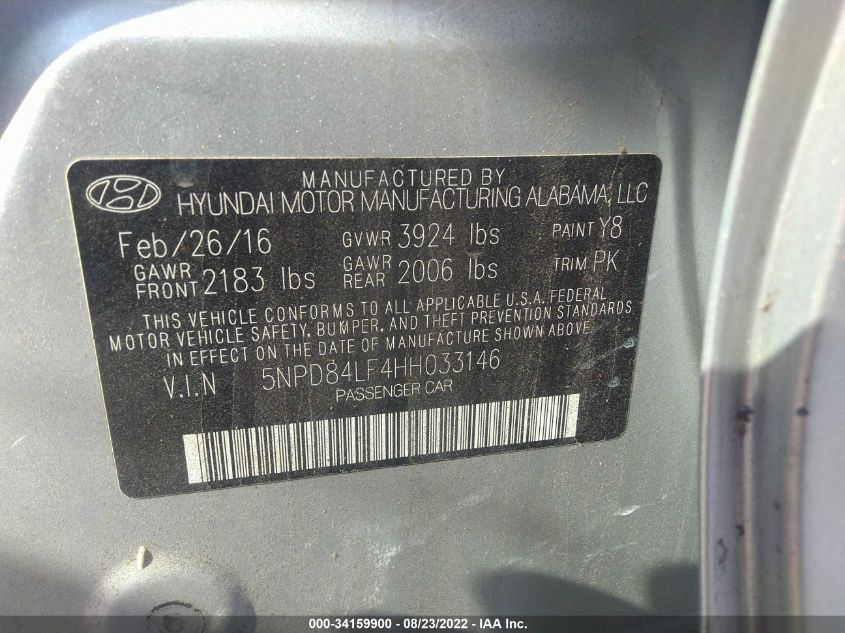 MANUFACTURED BY
HYUNDAI MOTOR MANUFACTURING ALABAMA, LLC
Feb/26/16 GVWR 3924 lbs PAINT Y8
GAWR FRONT 2183 lbs GAWR REAR 2006 lbs TRIM PK
THIS VEHICLE CONFORMS TO ALL APPLICABLE U.S.A. FEDERAL
MOTOR VEHICLE SAFETY, BUMPER, AND THEFT PREVENTION STANDARDS
IN EFFECT ON THE DATE OF MANUFACTURE SHOWN ABOVE.
V.I.N 5NPD84LF4HH033146
PASSENGER CAR
000-34159900 - 08/23/2022 - IAA Inc.